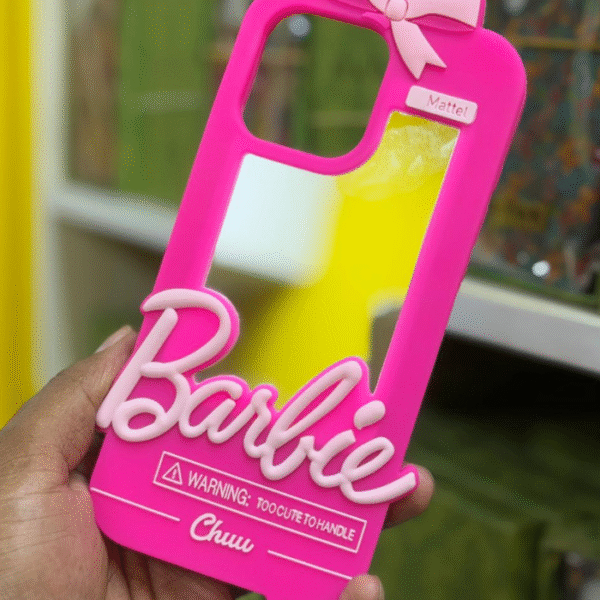 Mattel
Barbie
WARNING: TOO CUTE TO HANDLE
Chuu